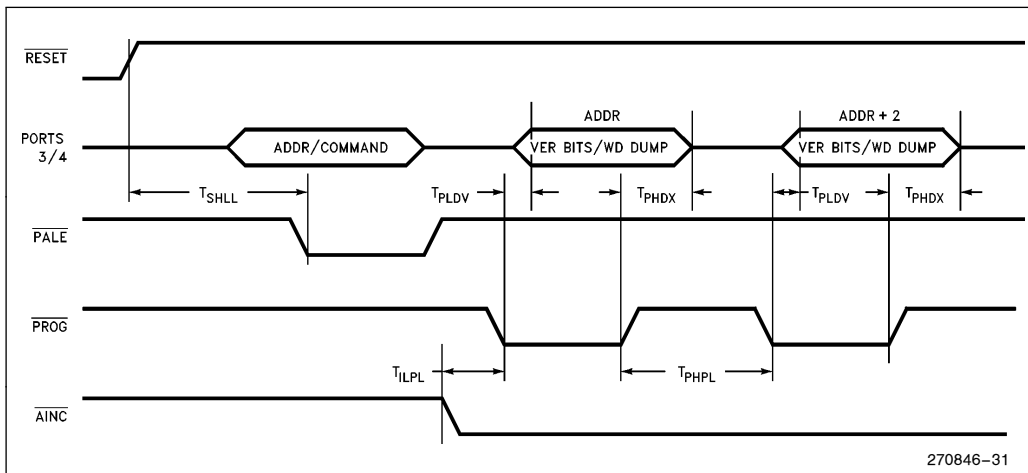 RESET
PORTS
3/4
ADDR/COMMAND
ADDR
VER BITS/WD DUMP
ADDR + 2
VER BITS/WD DUMP
TSHLL
TPLDV
TPHDX
TPLDV
TPHDX
PALE
PROG
TILPL
TPHPL
AINC
270846-31